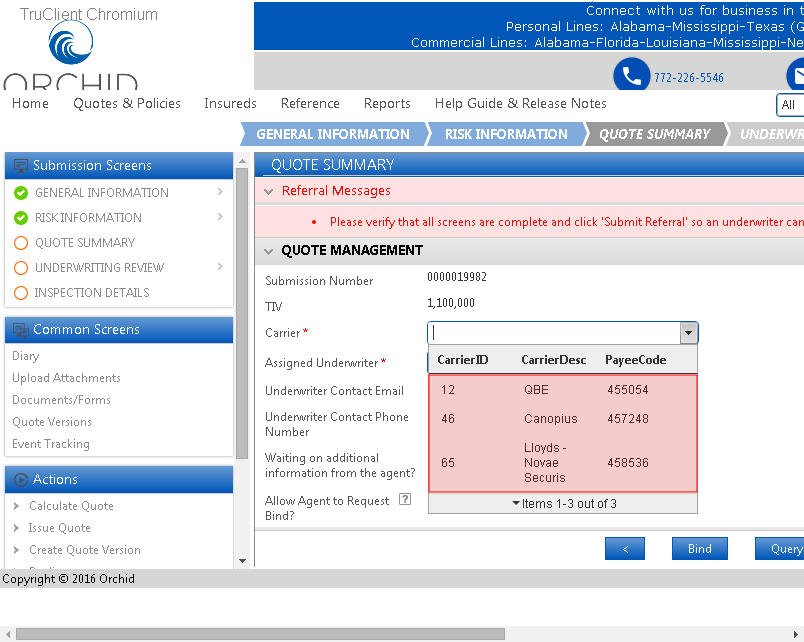 TruClient Chromium
Connect with us for business in t
Personal Lines: Alabama-Mississippi-Texas (G
Commercial Lines: Alabama-Florida-Louisiana-Mississippi-Ne
ORCHID
772-226-5546
Home Quotes & Policies Insureds Reference Reports Help Guide & Release Notes All
GENERAL INFORMATION RISK INFORMATION QUOTE SUMMARY UNDERWR
Submission Screens
GENERAL INFORMATION
RISK INFORMATION
QUOTE SUMMARY
UNDERWRITING REVIEW
INSPECTION DETAILS
Common Screens
Diary
Upload Attachments
Documents/Forms
Quote Versions
Event Tracking
Actions
Calculate Quote
Issue Quote
Create Quote Version
QUOTE SUMMARY
Referral Messages
• Please verify that all screens are complete and click 'Submit Referral' so an underwriter can
QUOTE MANAGEMENT
Submission Number 0000019982
TIV 1,100,000
Carrier *
Assigned Underwriter *
Underwriter Contact Email
Underwriter Contact Phone
Number
Waiting on additional
information from the agent?
Allow Agent to Request ?
Bind?
CarrierID CarrierDesc PayeeCode
12 QBE 455054
46 Canopius 457248
65 Lloyds - 458536
Novae
Securis
Items 1-3 out of 3
< Bind Query
Copyright © 2016 Orchid